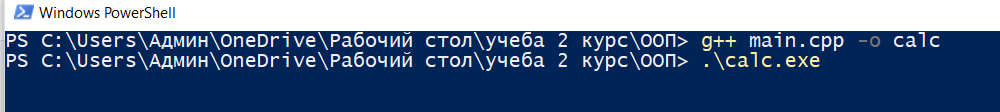 Windows PowerShell
PS C:\Users\Админ\OneDrive\Рабочий стол\учеба 2 курс\ООП> g++ main.cpp -o calc
PS C:\Users\Админ\OneDrive\Рабочий стол\учеба 2 курс\ООП> .\calc.exe